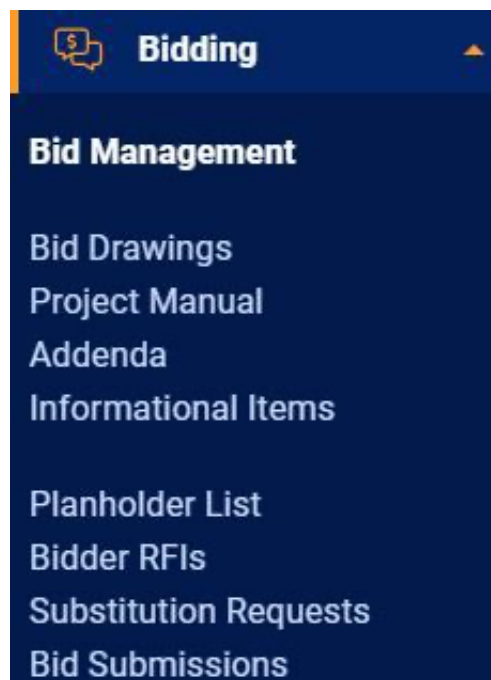 Bidding
Bid Management
Bid Drawings
Project Manual
Addenda
Informational Items
Planholder List
Bidder RFIs
Substitution Requests
Bid Submissions